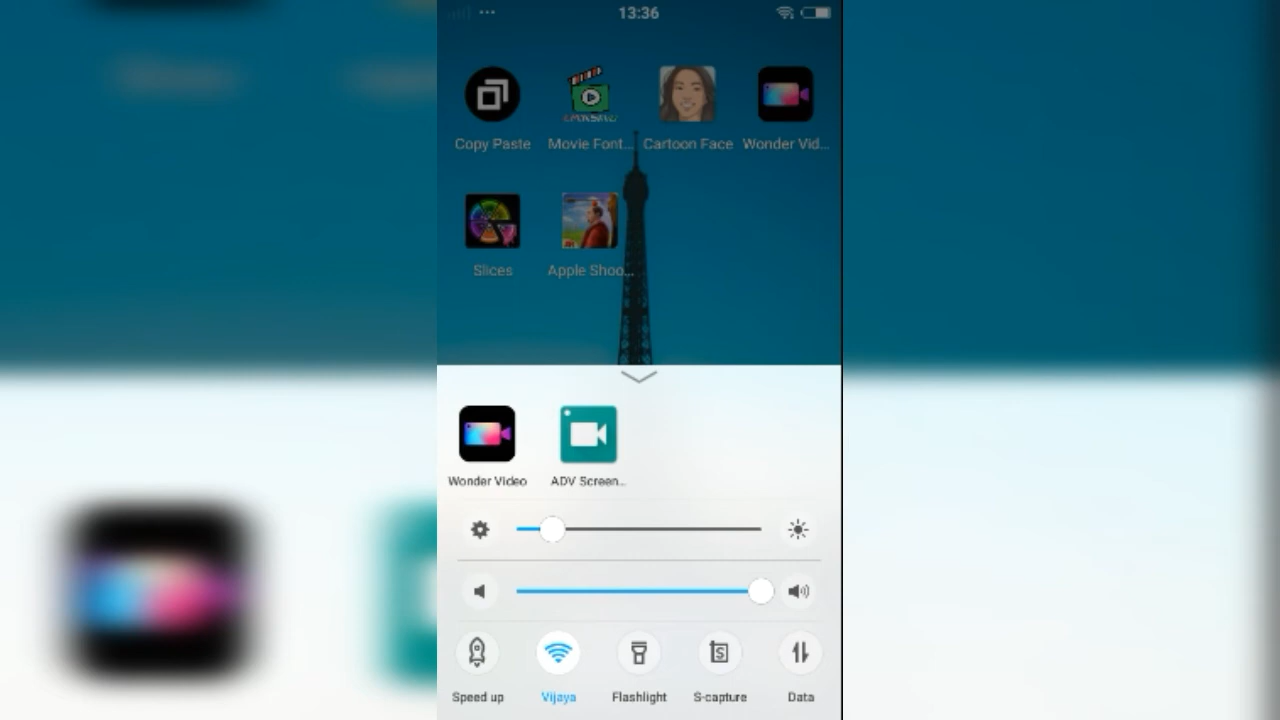 13:36
Copy Paste
Movie Font...
Cartoon Face
Wonder Vid...
Slices
Apple Shoo...
Wonder Video
ADV Screen..
Speed up
Vijaya
Flashlight
S-capture
Data